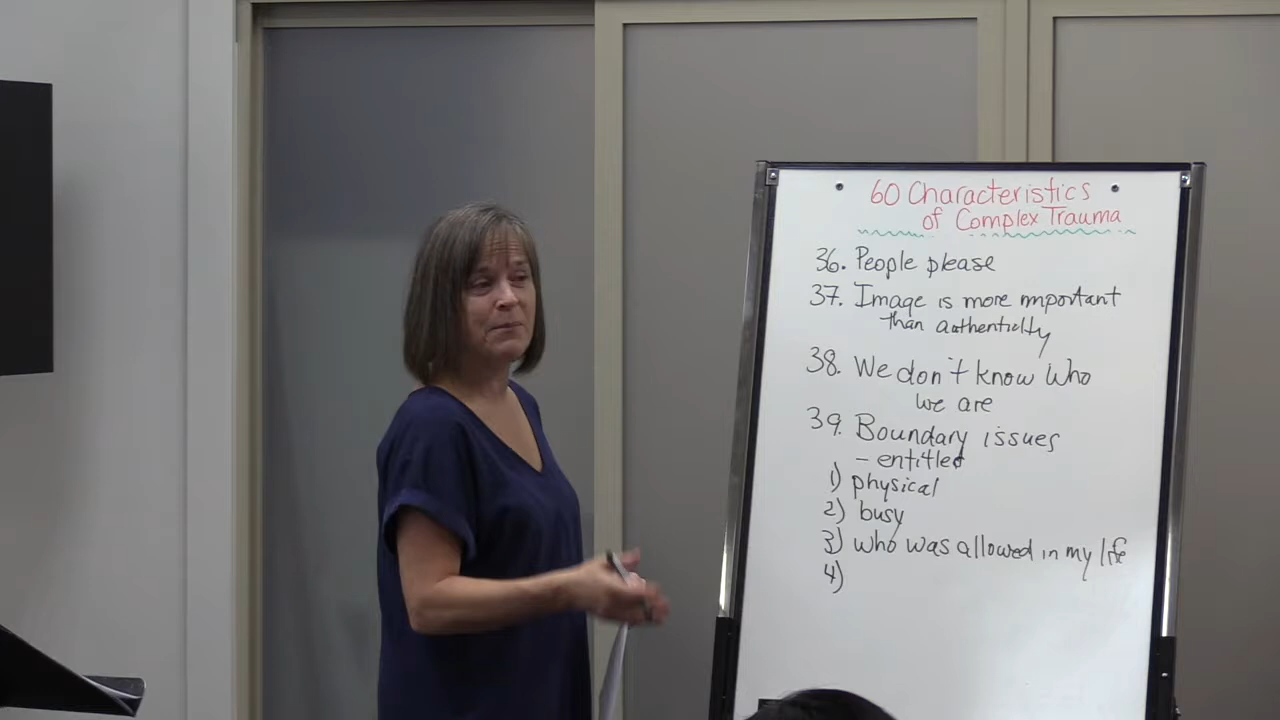 60 Characteristics
of Complex Trauma
36. People please
37. Image is more important
than authenticity
38. We don't know who
we are
39. Boundary issues
- entitled
1) physical
2) busy
3) who was allowed in my life
4)